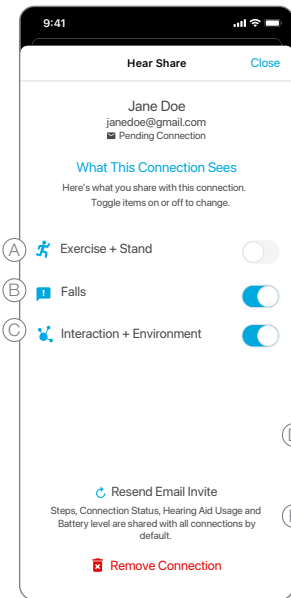 9:41
Hear Share Close
Jane Doe
janedoe@gmail.com
Pending Connection
What This Connection Sees
Here's what you share with this connection.
Toggle items on or off to change.
A Exercise + Stand
B Falls
C Interaction + Environment
Resend Email Invite
Steps, Connection Status, Hearing Aid Usage and
Battery level are shared with all connections by
default.
Remove Connection